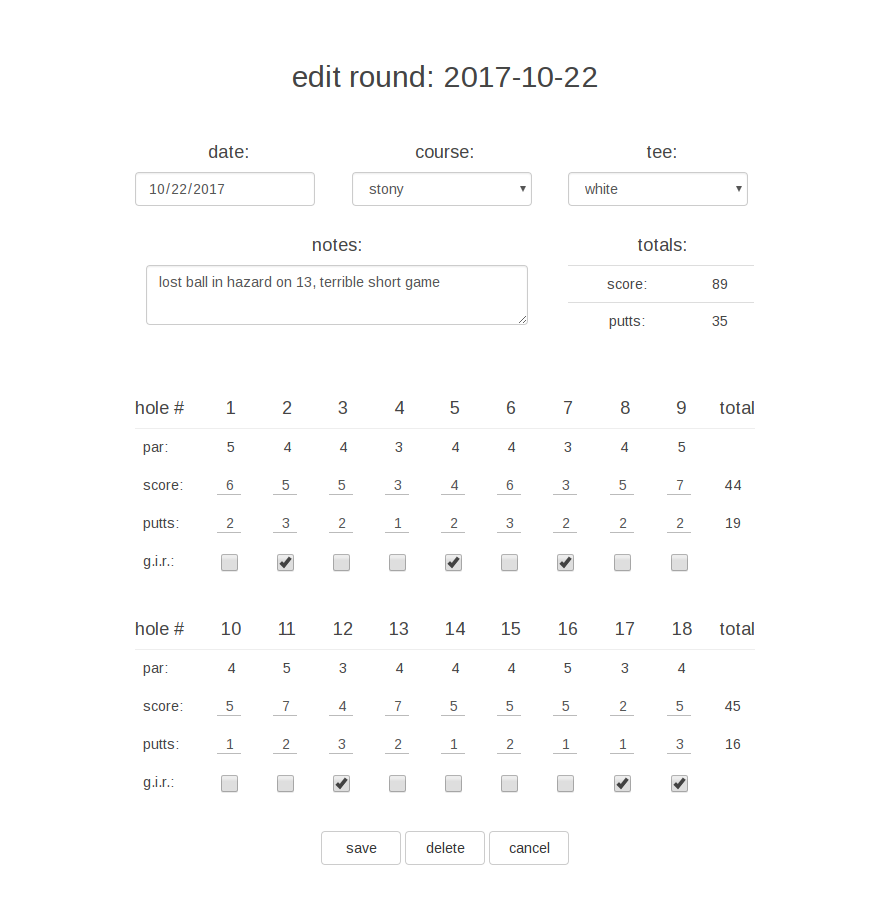 edit round: 2017-10-22
date: course: tee:
10/22/2017 stony white
notes: totals:
lost ball in hazard on 13, terrible short game
score: 89
putts: 35
hole # 1 2 3 4 5 6 7 8 9 total
par: 5 4 4 3 4 4 3 4 5
score: 6 5 5 3 4 6 3 5 7 44
putts: 2 3 2 1 2 3 2 2 2 19
g.i.r.:
hole # 10 11 12 13 14 15 16 17 18 total
par: 4 5 3 4 4 4 5 3 4
score: 5 7 4 7 5 5 5 2 5 45
putts: 1 2 3 2 1 2 1 1 3 16
g.i.r.:
save delete cancel